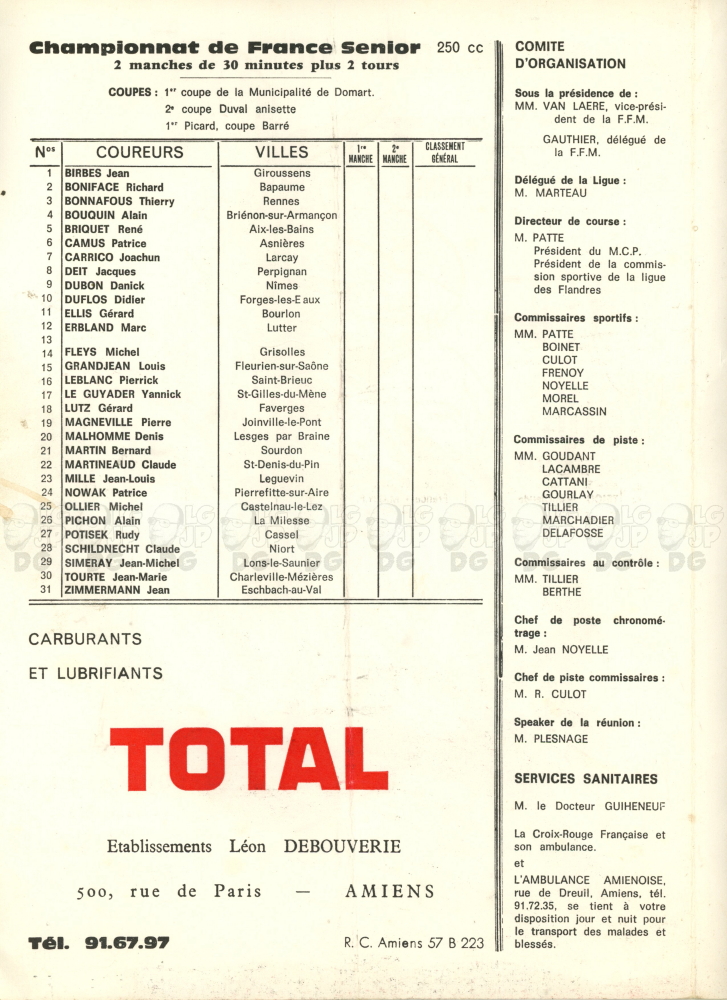 Championnat de France Senior 250 cc
2 manches de 30 minutes plus 2 tours
COUPES : 1er coupe de la Municipalité de Domart.
2e coupe Duval anisette
1er Picard, coupe Barré
Nos COUREURS VILLES 1re MANCHE 2e MANCHE CLASSEMENT GÉNÉRAL
1 BIRBES Jean Giroussens
2 BONIFACE Richard Bapaume
3 BONNAFOUS Thierry Rennes
4 BOUQUIN Alain Briénon-sur-Armançon
5 BRIQUET René Aix-les-Bains
6 CAMUS Patrice Asnières
7 CARRICO Joachun Larcay
8 DEIT Jacques Perpignan
9 DUBON Danick Nîmes
10 DUFLOS Didier Forges-les-Eaux
11 ELLIS Gérard Bourlon
12 ERBLAND Marc Lutter
13
14 FLEYS Michel Grisolles
15 GRANDJEAN Louis Fleurien-sur-Saône
16 LEBLANC Pierrick Saint-Brieuc
17 LE GUYADER Yannick St-Gilles-du-Mène
18 LUTZ Gérard Faverges
19 MAGNEVILLE Pierre Joinville-le-Pont
20 MALHOMME Denis Lesges par Braine
21 MARTIN Bernard Sourdon
22 MARTINEAUD Claude St-Denis-du-Pin
23 MILLE Jean-Louis Leguevin
24 NOWAK Patrice Pierrefitte-sur-Aire
25 OLLIER Michel Castelnau-le-Lez
26 PICHON Alain La Milesse
27 POTISEK Rudy Cassel
28 SCHILDNECHT Claude Niort
29 SIMERAY Jean-Michel Lons-le-Saunier
30 TOURTE Jean-Marie Charleville-Mézières
31 ZIMMERMANN Jean Eschbach-au-Val
CARBURANTS
ET LUBRIFIANTS
TOTAL
Etablissements Léon DEBOUVERIE
500, rue de Paris — AMIENS
Tél. 91.67.97 R. C. Amiens 57 B 223
COMITE
D'ORGANISATION
Sous la présidence de :
MM. VAN LAERE, vice-prési-
dent de la F.F.M.
GAUTHIER, délégué de
la F.F.M.
Délégué de la Ligue :
M. MARTEAU
Directeur de course :
M. PATTE
Président du M.C.P.
Président de la commis-
sion sportive de la ligue
des Flandres
Commissaires sportifs :
MM. PATTE
BOINET
CULOT
FRENOY
NOYELLE
MOREL
MARCASSIN
Commissaires de piste :
MM. GOUDANT
LACAMBRE
CATTANI
GOURLAY
TILLIER
MARCHADIER
DELAFOSSE
Commissaires au contrôle :
MM. TILLIER
BERTHE
Chef de poste chronomé-
trage :
M. Jean NOYELLE
Chef de piste commissaires :
M. R. CULOT
Speaker de la réunion :
M. PLESNAGE
SERVICES SANITAIRES
M. le Docteur GUIHENEUF
La Croix-Rouge Française et
son ambulance.
et
L'AMBULANCE AMIENOISE,
rue de Dreuil, Amiens, tél.
91.72.35, se tient à votre
disposition jour et nuit pour
le transport des malades et
blessés.